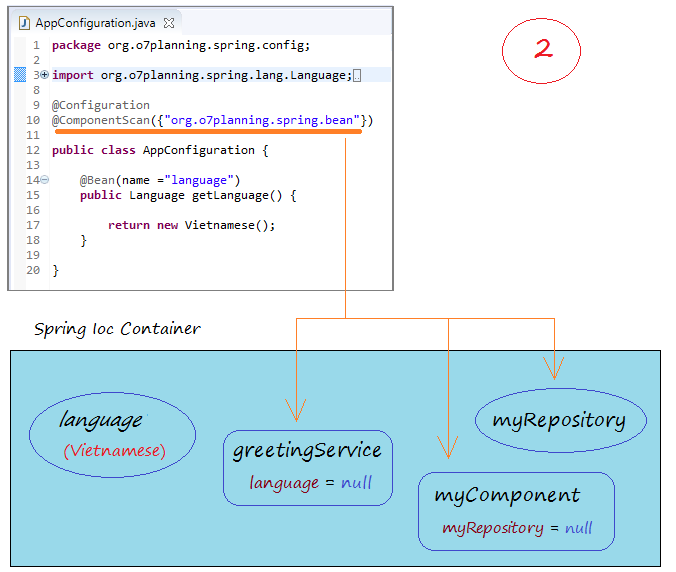 AppConfiguration.java
2
1 package org.o7planning.spring.config;
2
3 import org.o7planning.spring.lang.Language;
8
9 @Configuration
10 @ComponentScan({"org.o7planning.spring.bean"})
11
12 public class AppConfiguration {
13
14 @Bean(name ="language")
15 public Language getLanguage() {
16
17 return new Vietnamese();
18 }
19
20 }
Spring Ioc Container
language
(Vietnamese)
greetingService
language = null
myRepository
myComponent
myRepository = null